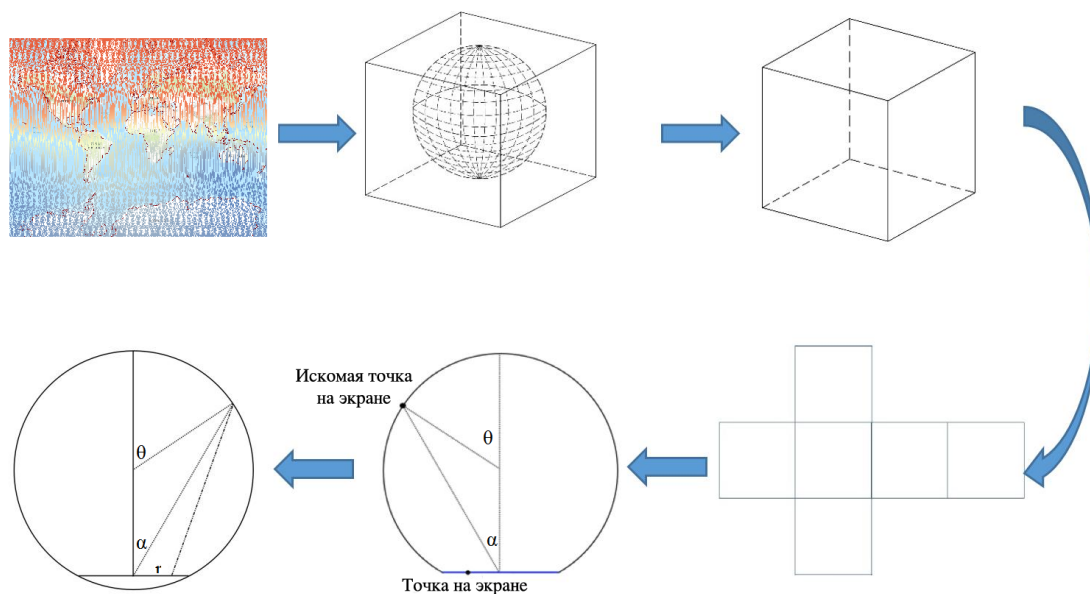 θ
α
r
Искомая точка
на экране
θ
α
Точка на экране